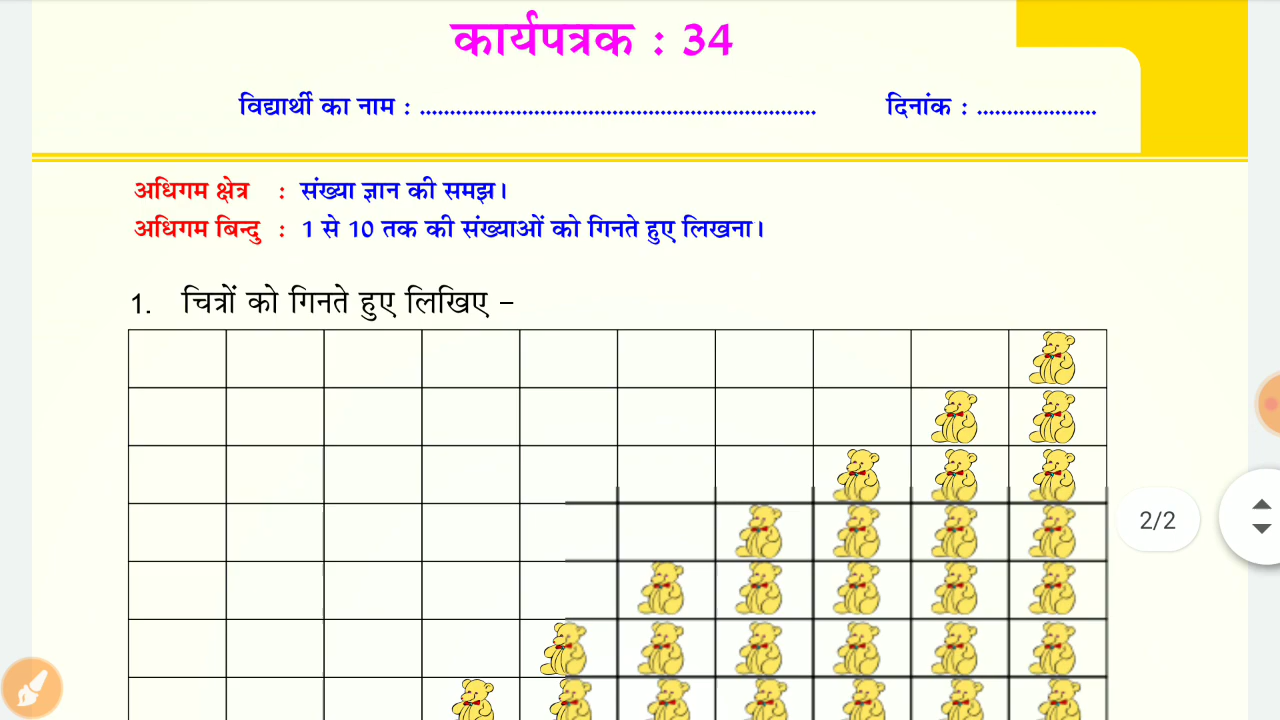 कार्यपत्रक : 34
विद्यार्थी का नाम : .................................................................. दिनांक : ....................
अधिगम क्षेत्र : संख्या ज्ञान की समझ।
अधिगम बिन्दु : 1 से 10 तक की संख्याओं को गिनते हुए लिखना।
1. चित्रों को गिनते हुए लिखिए –
2/2